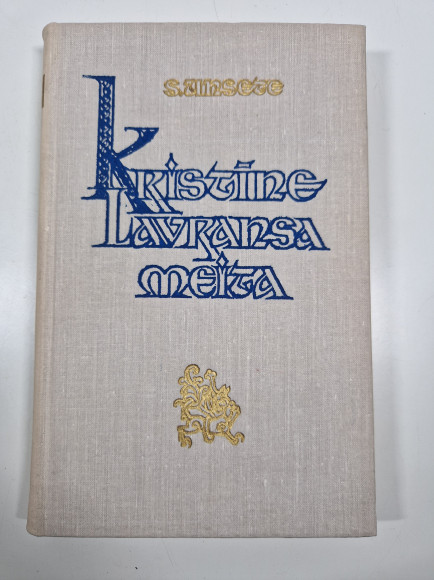 S. UNSETE
KRISTĪNE
LAVRANSA
MEITA